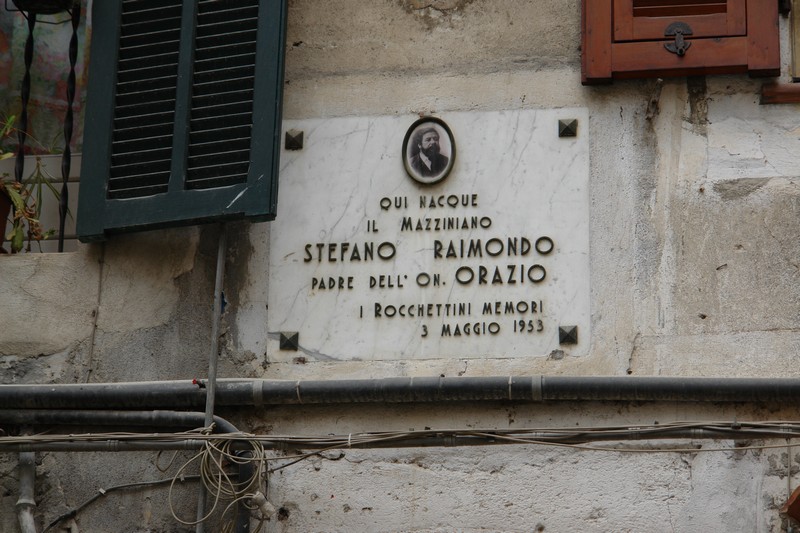 QUI NACQUE
IL MAZZINIANO
STEFANO RAIMONDO
PADRE DELL' ON. ORAZIO
I ROCCHETTINI MEMORI
3 MAGGIO 1953